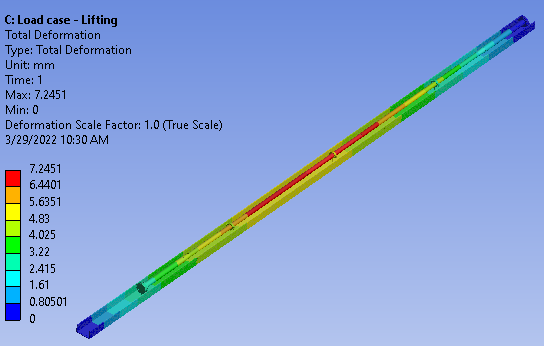 C: Load case - Lifting
Total Deformation
Type: Total Deformation
Unit: mm
Time: 1
Max: 7.2451
Min: 0
Deformation Scale Factor: 1.0 (True Scale)
3/29/2022 10:30 AM
7.2451
6.4401
5.6351
4.83
4.025
3.22
2.415
1.61
0.80501
0